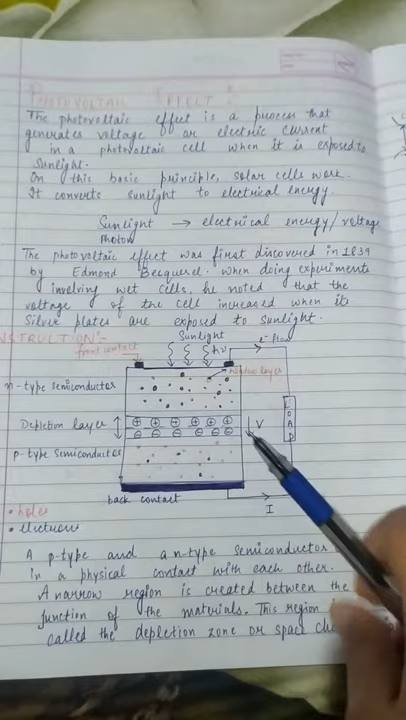 PHOTOVOLTAIC EFFECT :
The photovoltaic effect is a process that
generates voltage or electric current
in a photovoltaic cell when it is exposed to
Sunlight.
On this basic principle, solar cells work.
It converts sunlight to electrical energy.
Sunlight → electrical energy/voltage
Photon
The photovoltaic effect was first discovered in 1839
by Edmond Becquerel. When doing experiments
involving wet cells, he noted that the
voltage of the cell increased when its
Silver plates are exposed to sunlight.
NSTRUCTION:-
Sunlight
front contact
hν
e⁻ flow
window layer
n-type semiconductor
Depletion layer
⊕ ⊕ ⊕ ⊕ ⊕ ⊕
⊖ ⊖ ⊖ ⊖ ⊖ ⊖
V
LOAD
p-type semiconductor
back contact
I
• holes
• electrons
A p-type and a n-type semiconductor
in a physical contact with each other.
A narrow region is created between the
junction of the materials. This region
called the depletion zone or space